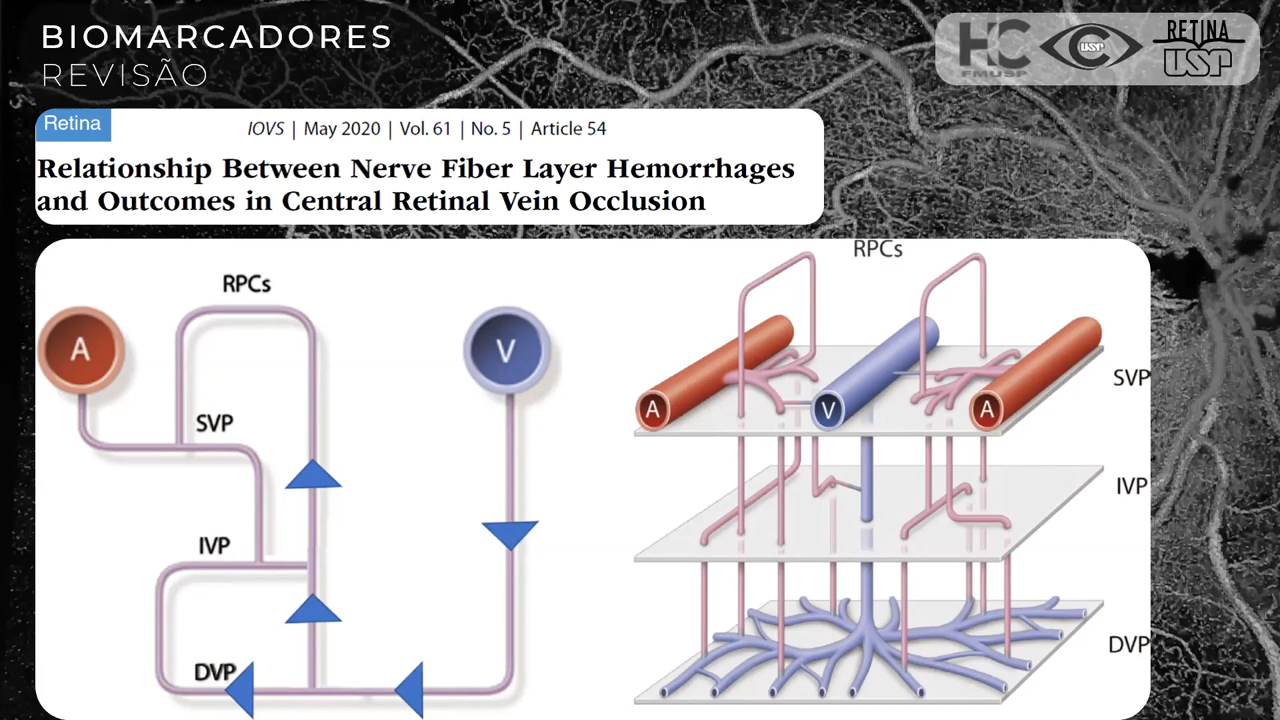 BIOMARCADORES
REVISÃO
HC
FMUSP
USP
RETINA
USP
Retina
IOVS | May 2020 | Vol. 61 | No. 5 | Article 54
Relationship Between Nerve Fiber Layer Hemorrhages
and Outcomes in Central Retinal Vein Occlusion
RPCs
A
V
SVP
IVP
DVP
RPCs
A
V
A
SVP
IVP
DVP